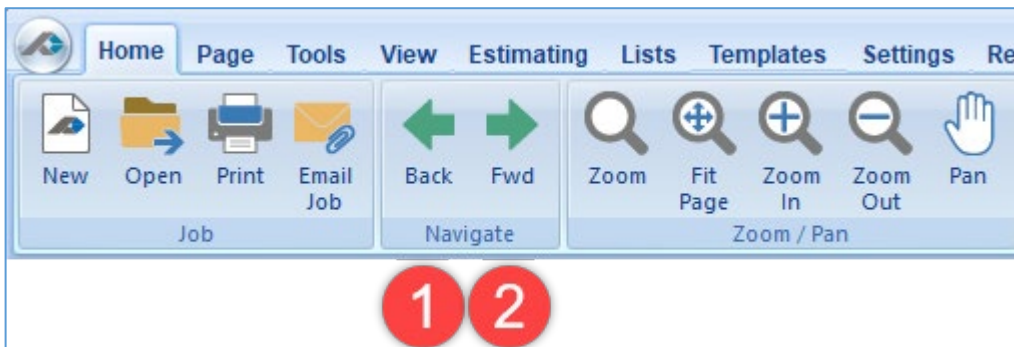 Home Page Tools View Estimating Lists Templates Settings Re
New Open Print Email Job Back Fwd Zoom Fit Page Zoom In Zoom Out Pan
Job Navigate Zoom / Pan
1 2